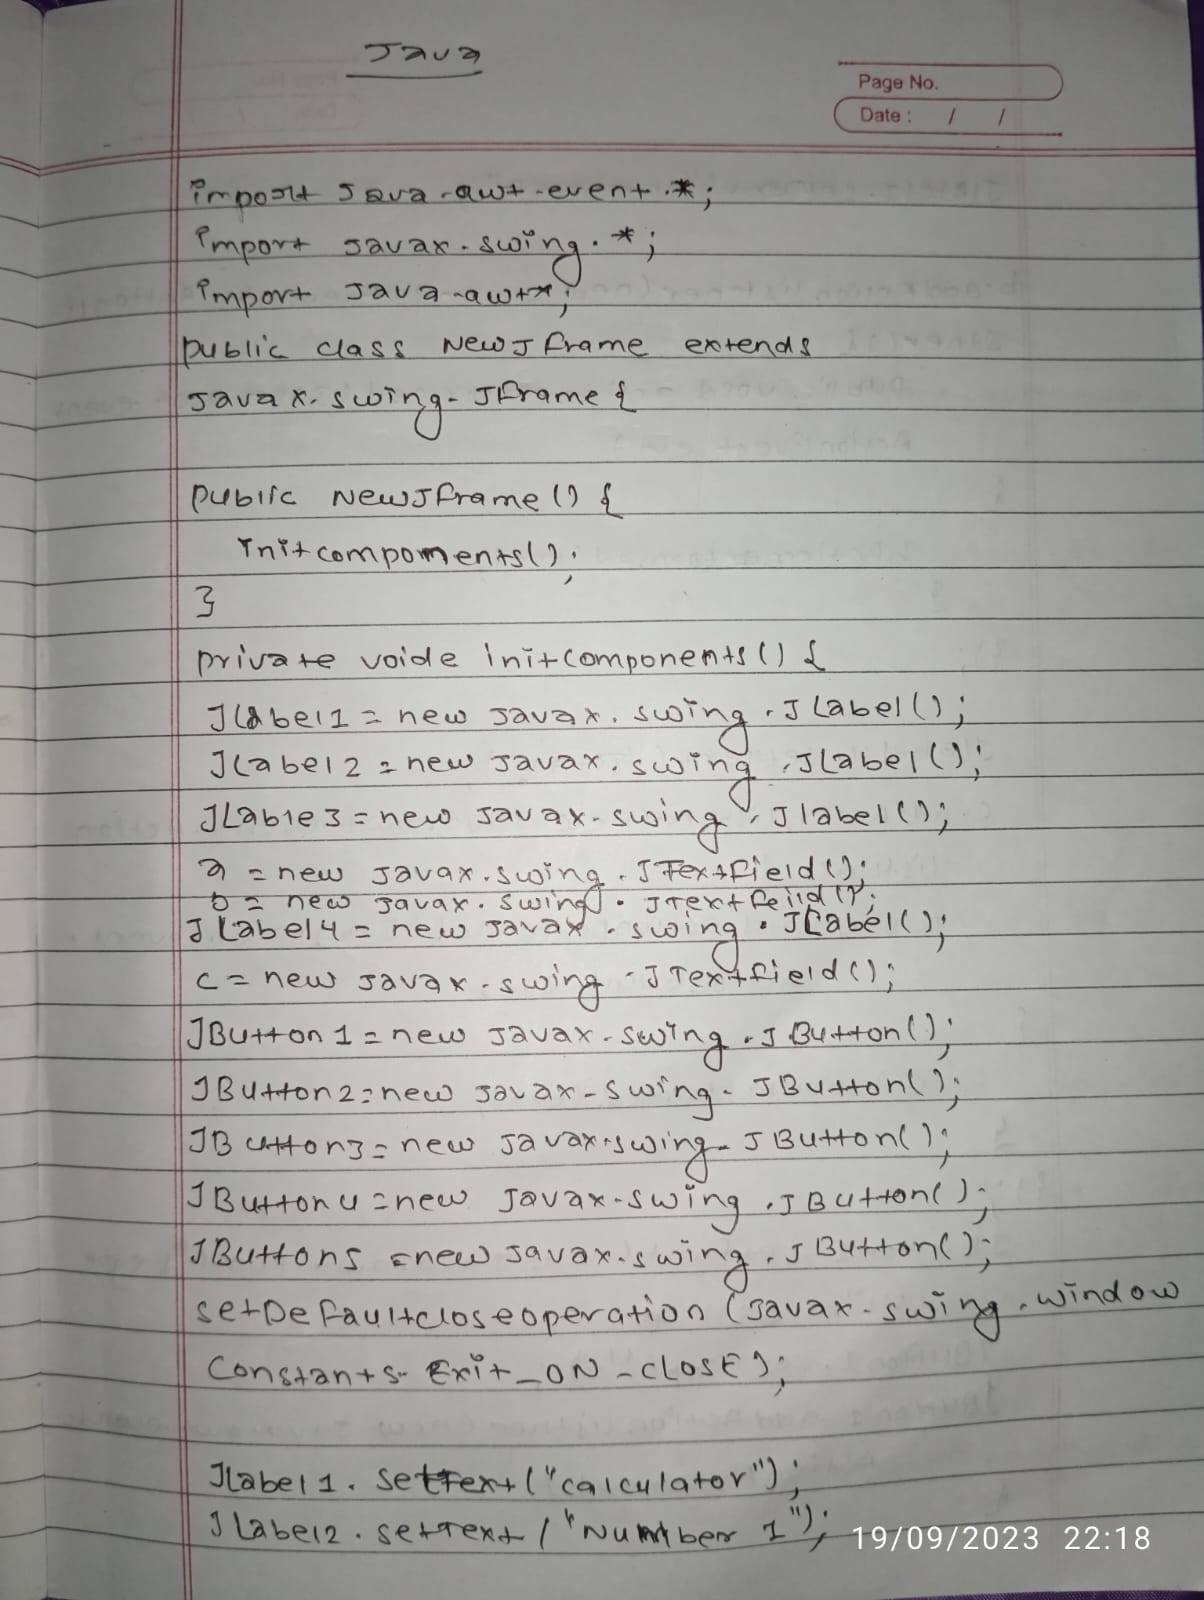 Java
Page No.
Date : / /
import Java.awt.event.*;
import Javax.swing.*;
import Java.awt*;
public class NewJframe extends
Javax.swing.JFrame {
public NewJframe () {
Initcompoments();
}
private voide initcomponents () {
JLabel1 = new Javax.swing.JLabel();
JLabel2 = new Javax.swing.JLabel();
JLable3 = new Javax.swing.Jlabel();
a = new Javax.swing.JTextfield();
b = new Javax.swing.JTextfeild();
JLabel4 = new Javax.swing.JLabel();
c = new Javax.swing.JTextfield();
JButton1 = new Javax.swing.JButton();
JButton2 = new Javax.swing.JButton();
JButton3 = new Javax.swing.JButton();
JButton4 = new Javax.swing.JButton();
JButton5 = new Javax.swing.JButton();
setDefaultcloseoperation (Javax.swing.window
Constants.Exit_ON_CLOSE);
Jlabel1.setText("calculator");
JLabel2.setText("Number 1");
19/09/2023 22:18